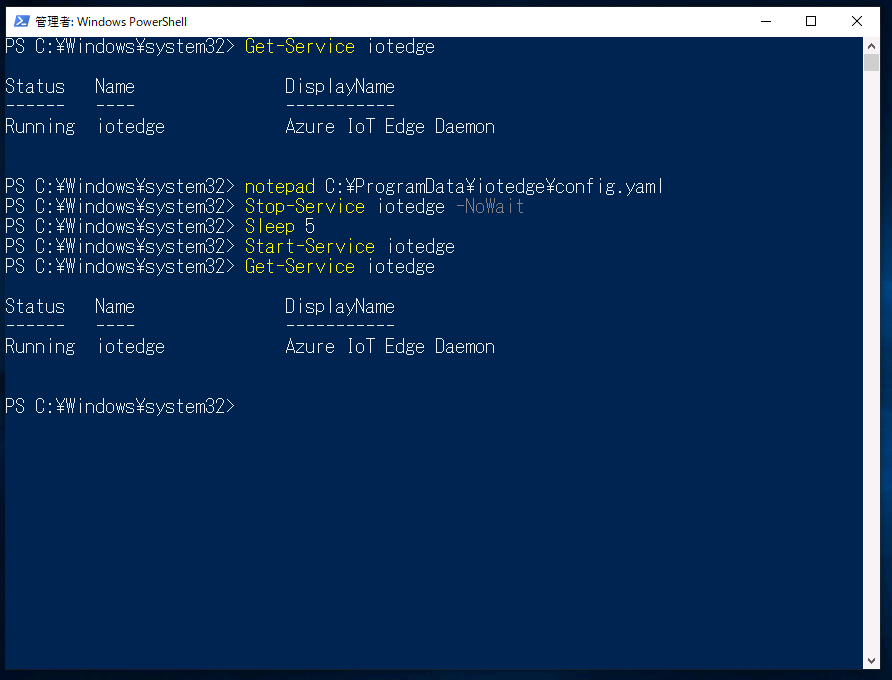 管理者: Windows PowerShell
PS C:¥Windows¥system32> Get-Service iotedge
Status   Name               DisplayName
------   ----               -----------
Running  iotedge            Azure IoT Edge Daemon
PS C:¥Windows¥system32> notepad C:¥ProgramData¥iotedge¥config.yaml
PS C:¥Windows¥system32> Stop-Service iotedge -NoWait
PS C:¥Windows¥system32> Sleep 5
PS C:¥Windows¥system32> Start-Service iotedge
PS C:¥Windows¥system32> Get-Service iotedge
Status   Name               DisplayName
------   ----               -----------
Running  iotedge            Azure IoT Edge Daemon
PS C:¥Windows¥system32>